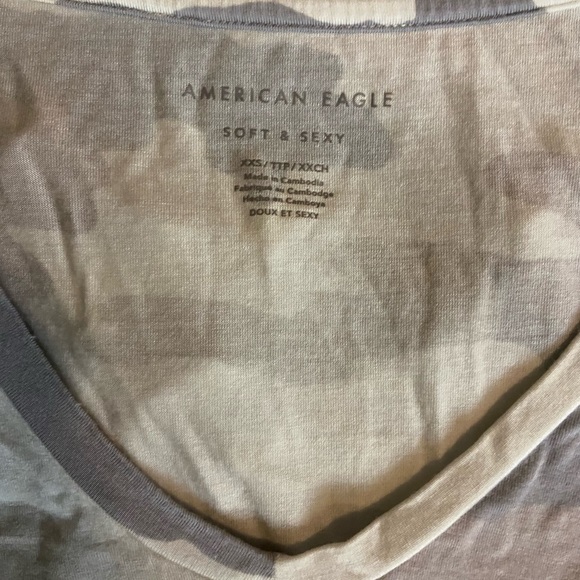 AMERICAN EAGLE
SOFT & SEXY
XXS/TTP/XXCH
Made in Cambodia
Fabriqué au Cambodge
Hecho en Camboya
DOUX ET SEXY